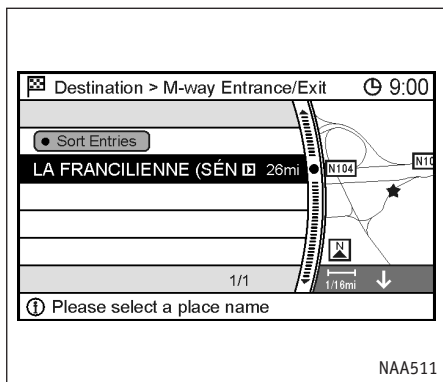 Destination > M-way Entrance/Exit 9:00
Sort Entries
LA FRANCILIENNE (SÉN 26mi
N104
N10
N
1/1
1/16mi
Please select a place name
NAA511